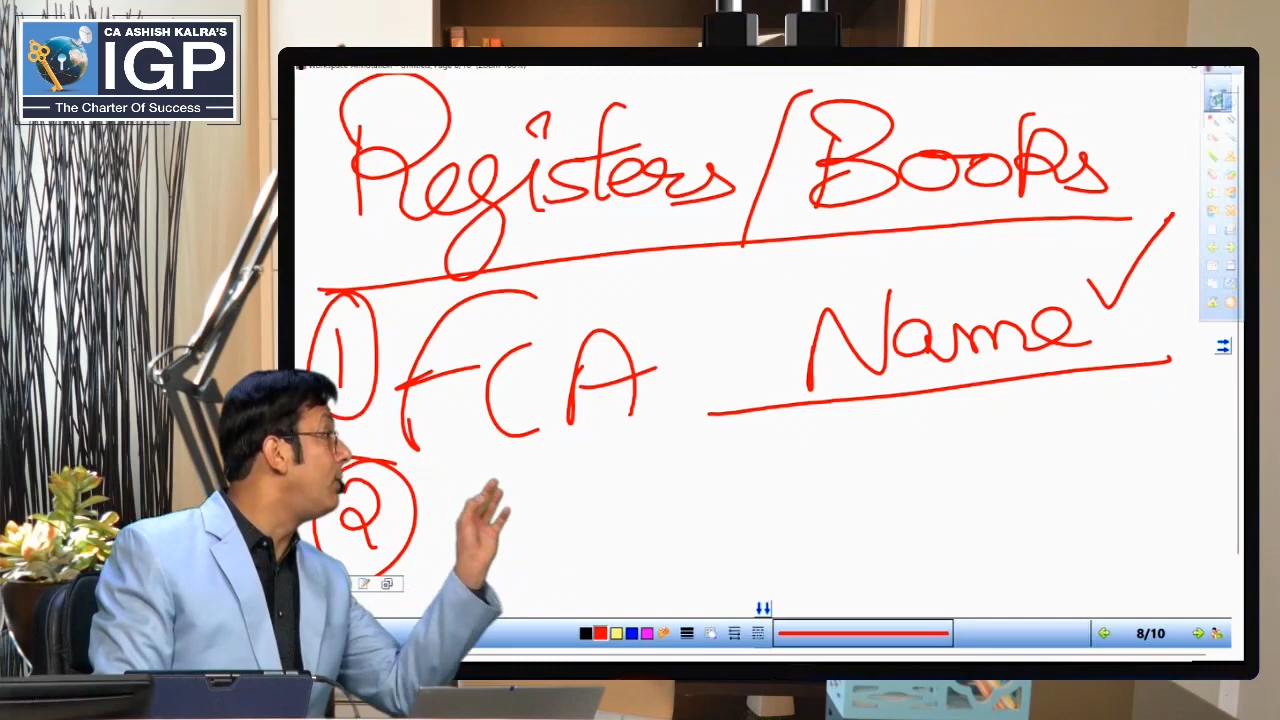 CA ASHISH KALRA'S
IGP
The Charter Of Success
Registers/Books
① FCA Name ✓
②
8/10